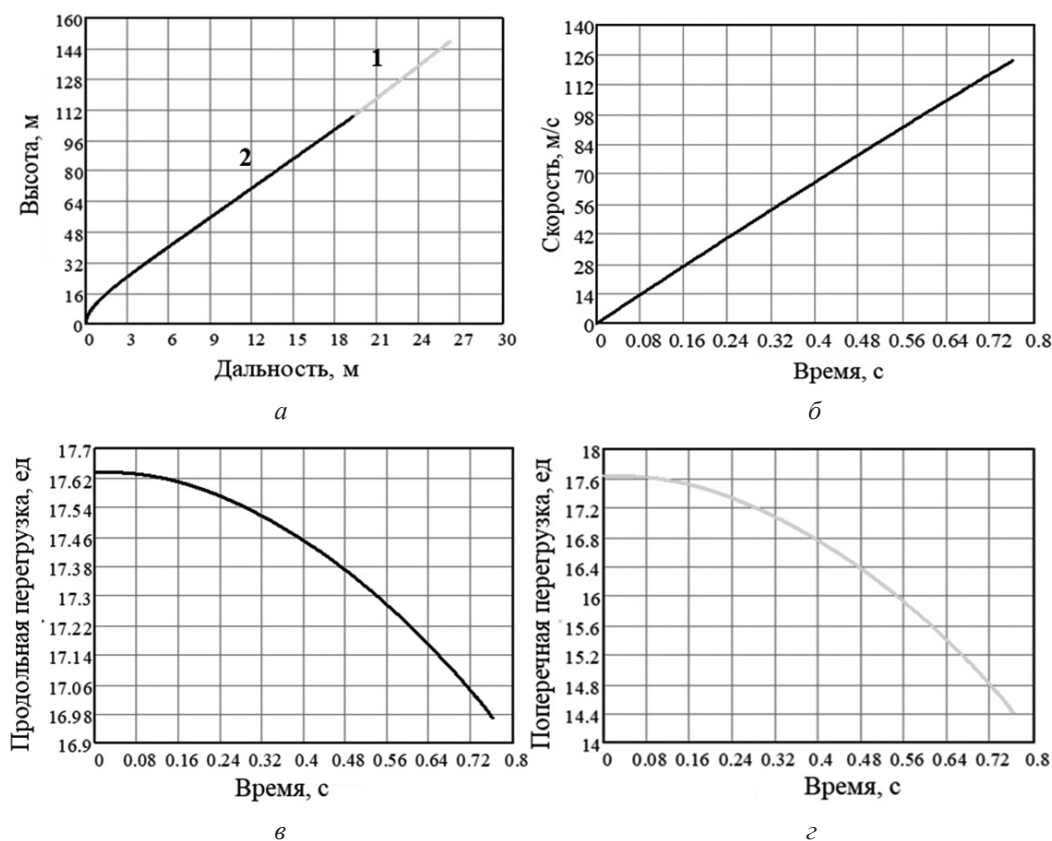 160
144
128
112
96
80
64
48
32
16
0
Высота, м
1
2
0 3 6 9 12 15 18 21 24 27 30
Дальность, м
а
140
126
112
98
84
70
56
42
28
14
0
Скорость, м/с
0 0.08 0.16 0.24 0.32 0.4 0.48 0.56 0.64 0.72 0.8
Время, с
б
17.7
17.62
17.54
17.46
17.38
17.3
17.22
17.14
17.06
16.98
16.9
Продольная перегрузка, ед
0 0.08 0.16 0.24 0.32 0.4 0.48 0.56 0.64 0.72 0.8
Время, с
в
18
17.6
17.2
16.8
16.4
16
15.6
15.2
14.8
14.4
14
Поперечная перегрузка, ед
0 0.08 0.16 0.24 0.32 0.4 0.48 0.56 0.64 0.72 0.8
Время, с
г